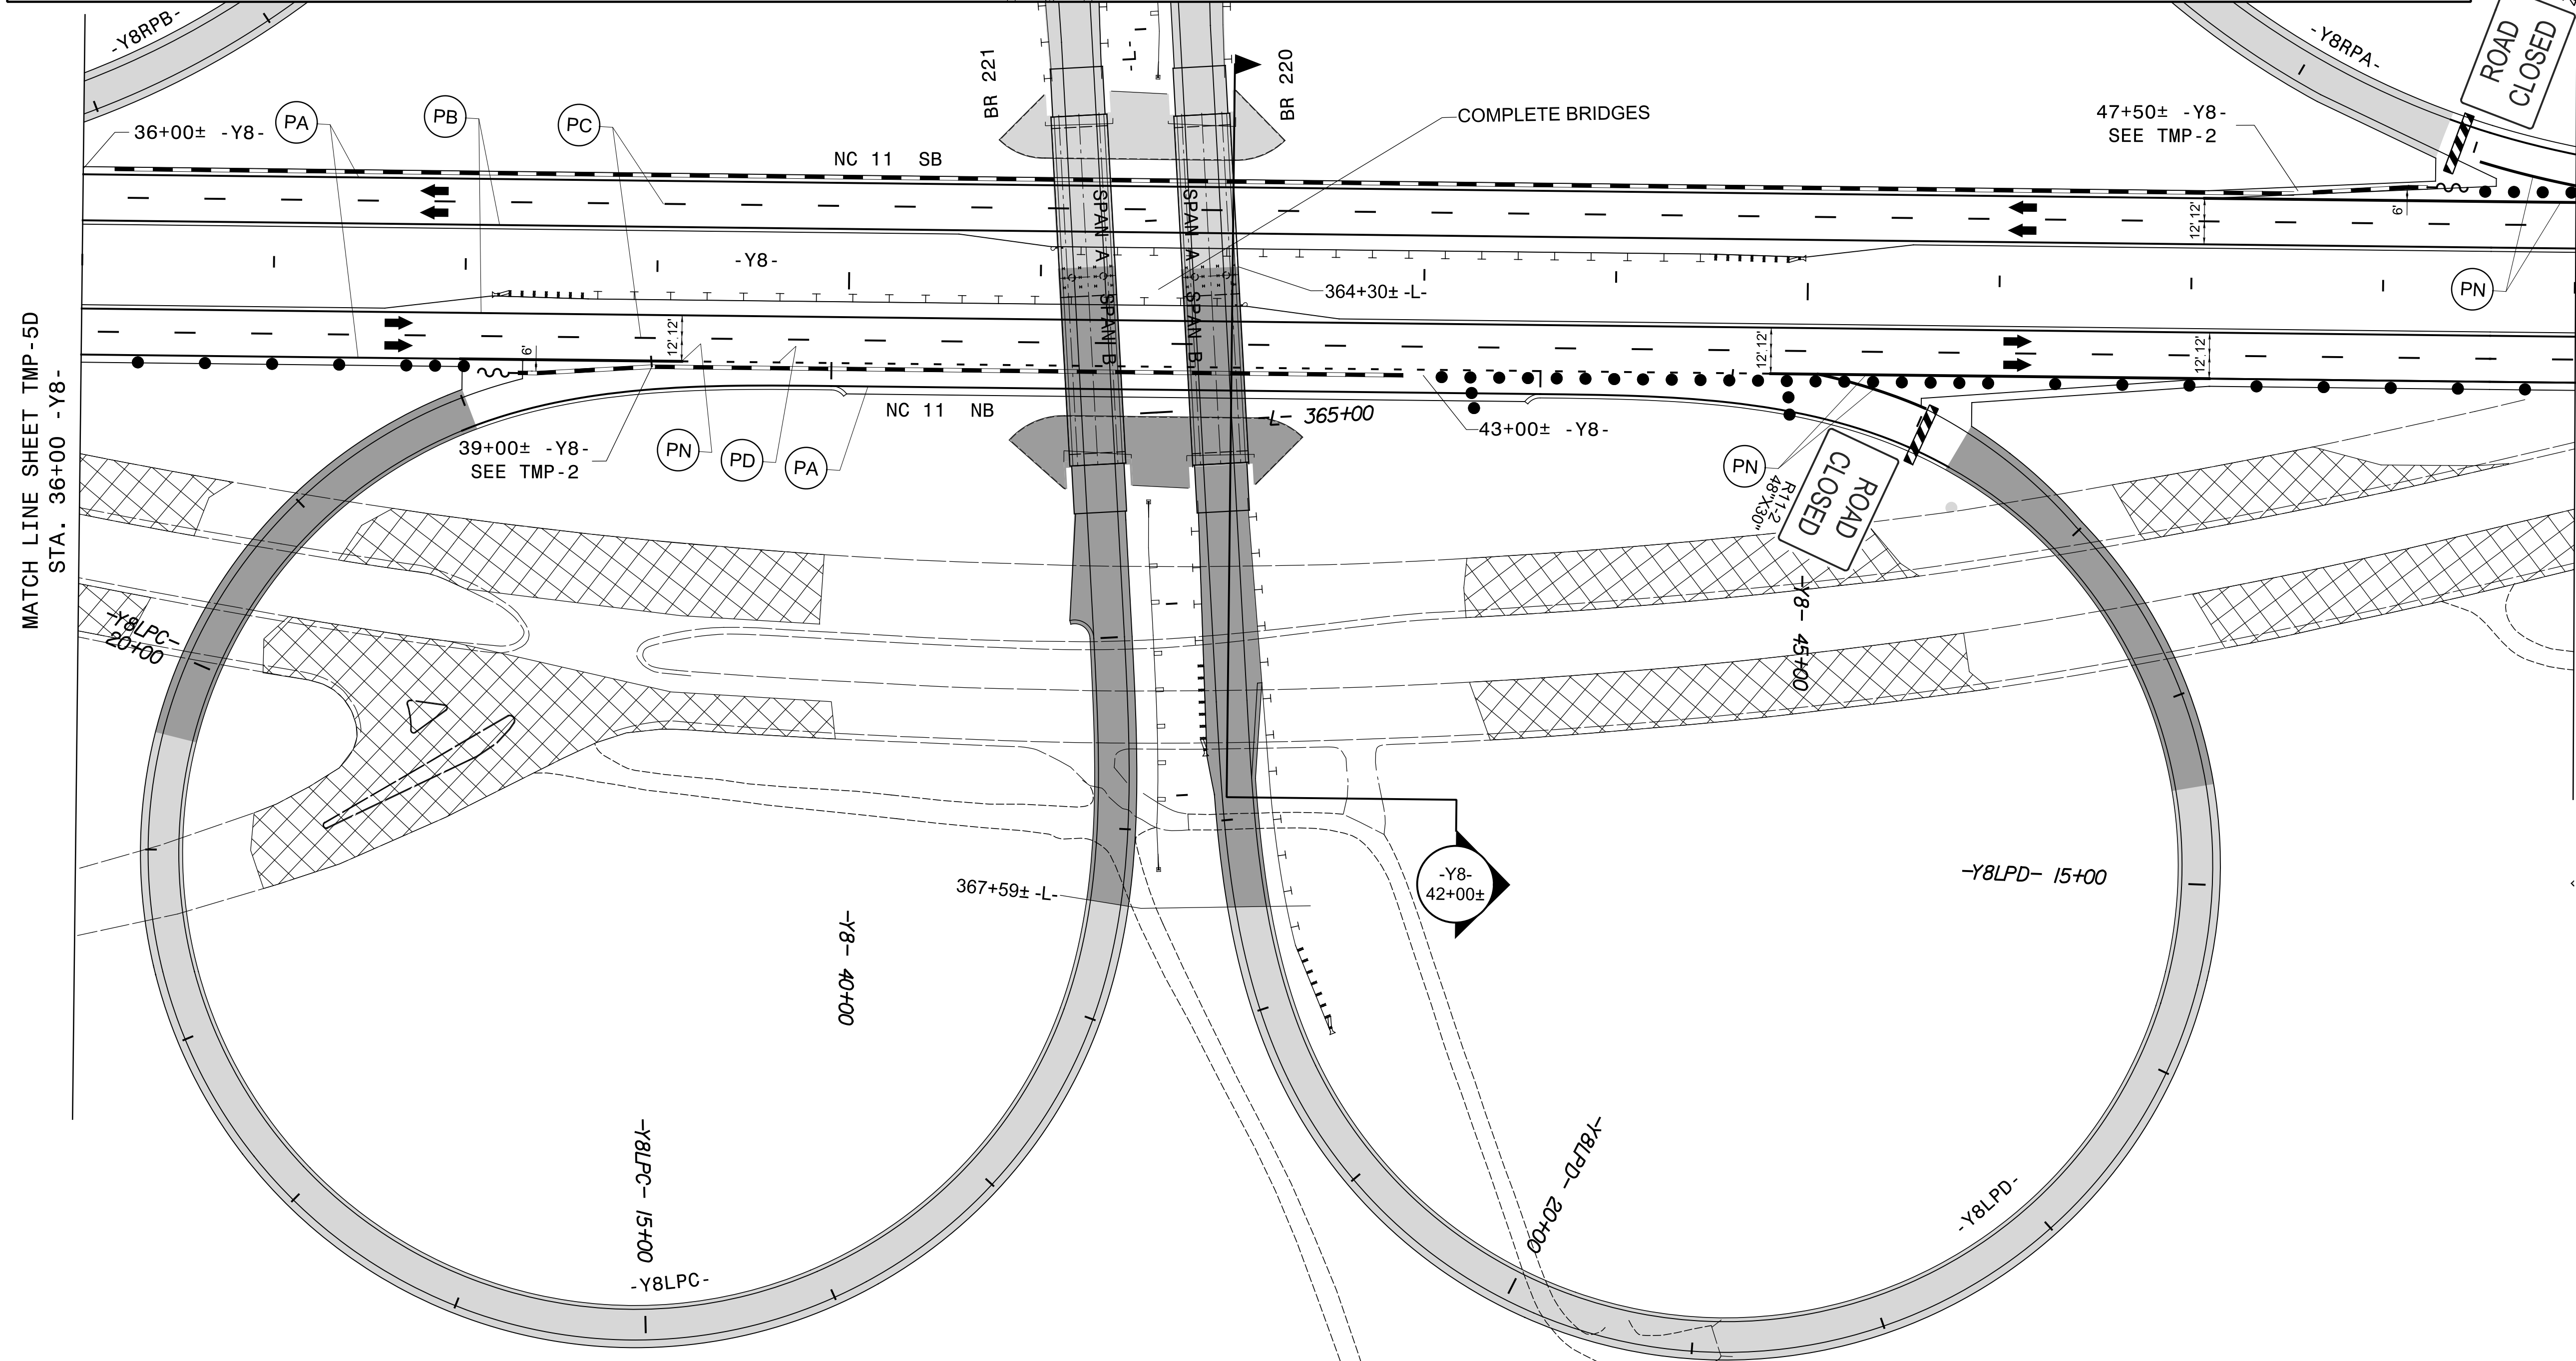 -Y8RPB-
36+00± -Y8-
PA
PB
PC
NC 11 SB
BR 221
-L-
BR 220
COMPLETE BRIDGES
47+50± -Y8-
SEE TMP-2
-Y8RPA-
ROAD
CLOSED
SPAN A
SPAN A
SPAN B
SPAN B
-Y8-
364+30± -L-
12' 12'
6'
PN
12' 12'
6'
12' 12'
12' 12'
MATCH LINE SHEET TMP-5D
STA. 36+00 -Y8-
NC 11 NB
-L- 365+00
43+00± -Y8-
39+00± -Y8-
SEE TMP-2
PN
PD
PA
PN
ROAD
CLOSED
R11-2
48"X30"
-Y8LPC-
20+00
-Y8- 45+00
367+59± -L-
-Y8-
42+00±
-Y8LPD- 15+00
-Y8- 40+00
-Y8LPC- 15+00
-Y8LPC-
-Y8LPD- 20+00
-Y8LPD-